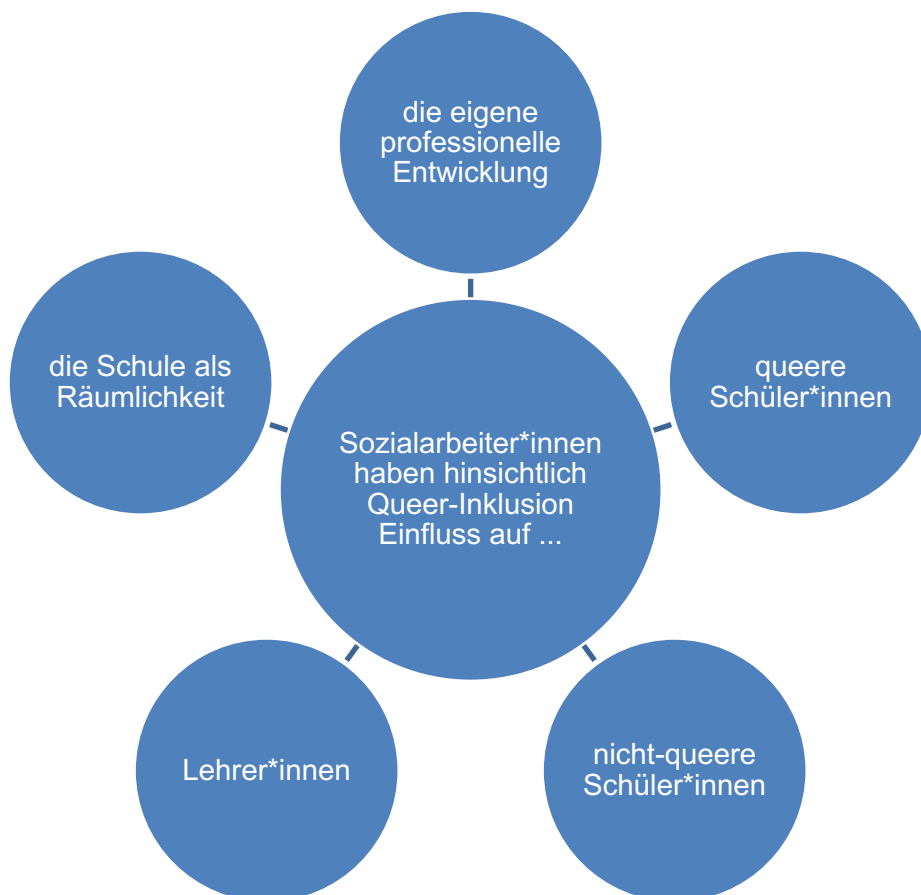 die eigene
professionelle
Entwicklung
die Schule als
Räumlichkeit
queere
Schüler*innen
Sozialarbeiter*innen
haben hinsichtlich
Queer-Inklusion
Einfluss auf ...
Lehrer*innen
nicht-queere
Schüler*innen